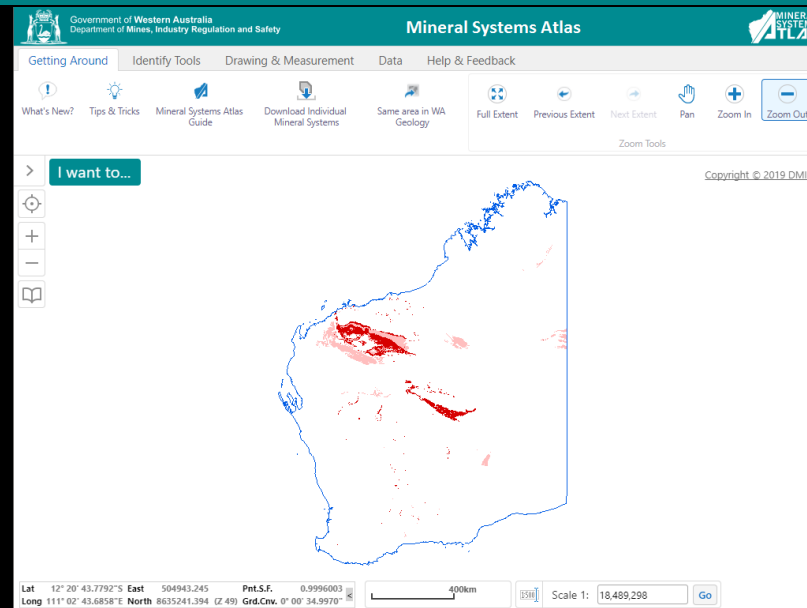 Government of Western Australia
Department of Mines, Industry Regulation and Safety
Mineral Systems Atlas
Getting Around
Identify Tools
Drawing & Measurement
Data
Help & Feedback
What's New?
Tips & Tricks
Mineral Systems Atlas
Guide
Download Individual
Mineral Systems
Same area in WA
Geology
Full Extent
Previous Extent
Next Extent
Pan
Zoom In
Zoom Out
Zoom Tools
I want to...
Copyright © 2019 DMI
Lat 12° 20' 43.7792"S East 504943.245 Pnt.S.F. 0.9996003
Long 111° 02' 43.6858"E North 8635241.394 (Z 49) Grd.Cnv. 0° 00' 34.9970"
400km
Scale 1: 18,489,298 Go